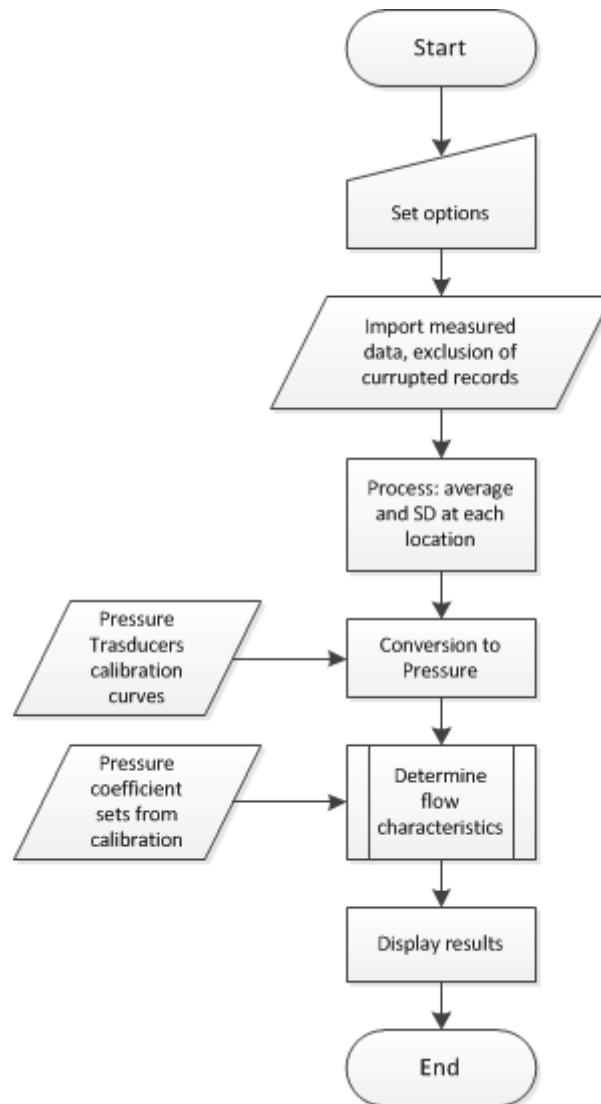 Start
Set options
Import measured
data, exclusion of
currupted records
Process: average
and SD at each
location
Pressure
Trasducers
calibration
curves
Conversion to
Pressure
Pressure
coefficient
sets from
calibration
Determine
flow
characteristics
Display results
End